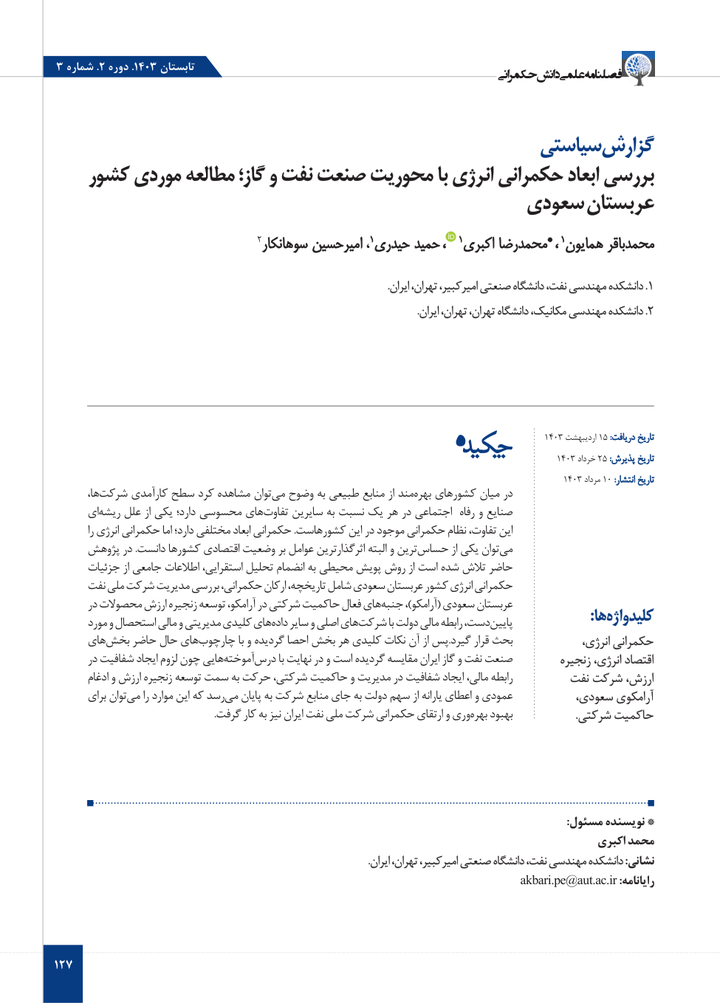 فصلنامه علمی دانش حکمرانی
تابستان ۱۴۰۳. دوره ۲. شماره ۳
گزارش سیاستی
بررسی ابعاد حکمرانی انرژی با محوریت صنعت نفت و گاز؛ مطالعه موردی کشور
عربستان سعودی
محمدباقر همایون۱، *محمدرضا اکبری۱ iD، حمید حیدری۱، امیرحسین سوهانکار۲
۱. دانشکده مهندسی نفت، دانشگاه صنعتی امیرکبیر، تهران، ایران.
۲. دانشکده مهندسی مکانیک، دانشگاه تهران، تهران، ایران.
تاریخ دریافت: ۱۵ اردیبهشت ۱۴۰۳
تاریخ پذیرش: ۲۵ خرداد ۱۴۰۳
تاریخ انتشار: ۱۰ مرداد ۱۴۰۳
چکیده
در میان کشورهای بهره‌مند از منابع طبیعی به وضوح می‌توان مشاهده کرد سطح کارآمدی شرکت‌ها،
صنایع و رفاه اجتماعی در هر یک نسبت به سایرین تفاوت‌های محسوسی دارد؛ یکی از علل ریشه‌ای
این تفاوت، نظام حکمرانی موجود در این کشورهاست. حکمرانی ابعاد مختلفی دارد؛ اما حکمرانی انرژی را
می‌توان یکی از حساس‌ترین و البته اثرگذارترین عوامل بر وضعیت اقتصادی کشورها دانست. در پژوهش
حاضر تلاش شده است از روش پویش محیطی به انضمام تحلیل استقرایی، اطلاعات جامعی از جزئیات
حکمرانی انرژی کشور عربستان سعودی شامل تاریخچه، ارکان حکمرانی، بررسی مدیریت شرکت ملی نفت
عربستان سعودی (آرامکو)، جنبه‌های فعال حاکمیت شرکتی در آرامکو، توسعه زنجیره ارزش محصولات در
پایین‌دست، رابطه مالی دولت با شرکت‌های اصلی و سایر داده‌های کلیدی مدیریتی و مالی استحصال و مورد
بحث قرار گیرد.پس از آن نکات کلیدی هر بخش احصا گردیده و با چارچوب‌های حال حاضر بخش‌های
صنعت نفت و گاز ایران مقایسه گردیده است و در نهایت با درس‌آموخته‌هایی چون لزوم ایجاد شفافیت در
رابطه مالی، ایجاد شفافیت در مدیریت و حاکمیت شرکتی، حرکت به سمت توسعه زنجیره ارزش و ادغام
عمودی و اعطای یارانه از سهم دولت به جای منابع شرکت به پایان می‌رسد که این موارد را می‌توان برای
بهبود بهره‌وری و ارتقای حکمرانی شرکت ملی نفت ایران نیز به کار گرفت.
کلیدواژه‌ها:
حکمرانی انرژی،
اقتصاد انرژی، زنجیره
ارزش، شرکت نفت
آرامکوی سعودی،
حاکمیت شرکتی.
* نویسنده مسئول:
محمد اکبری
نشانی: دانشکده مهندسی نفت، دانشگاه صنعتی امیرکبیر، تهران، ایران.
رایانامه: akbari.pe@aut.ac.ir
۱۲۷